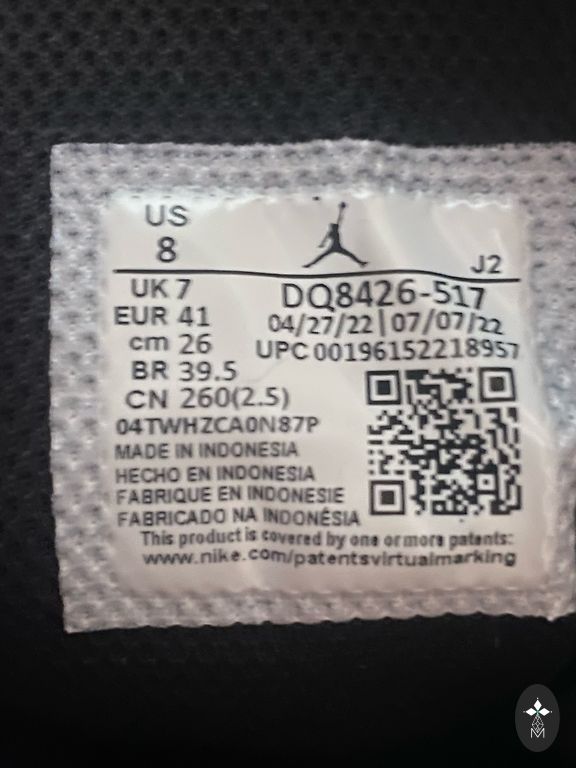 US
8
J2
UK 7
DQ8426-517
EUR 41
04/27/22 | 07/07/22
cm 26
UPC 00196152218957
BR 39.5
CN 260(2.5)
04TWHZCA0N87P
MADE IN INDONESIA
HECHO EN INDONESIA
FABRIQUE EN INDONESIE
FABRICADO NA INDONÉSIA
This product is covered by one or more patents:
www.nike.com/patentsvirtualmarking
M